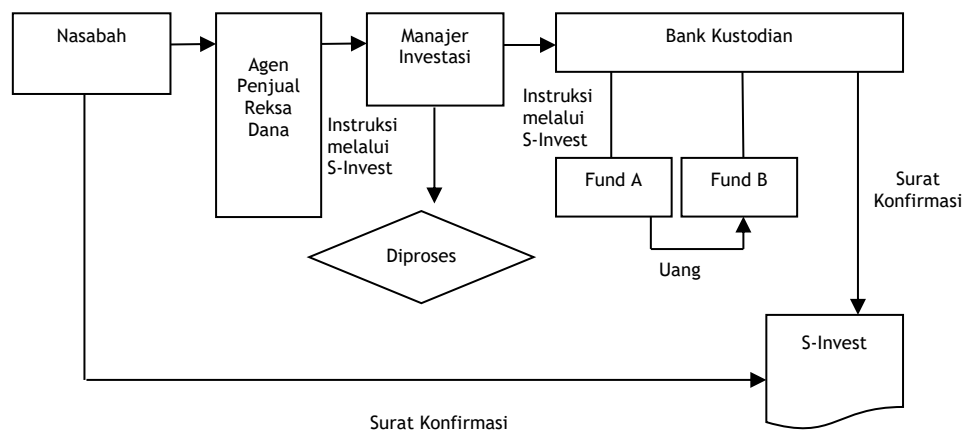 Nasabah
Agen
Penjual
Reksa
Dana
Instruksi
melalui
S-Invest
Manajer
Investasi
Diproses
Bank Kustodian
Instruksi
melalui
S-Invest
Fund A
Fund B
Uang
Surat
Konfirmasi
S-Invest
Surat Konfirmasi